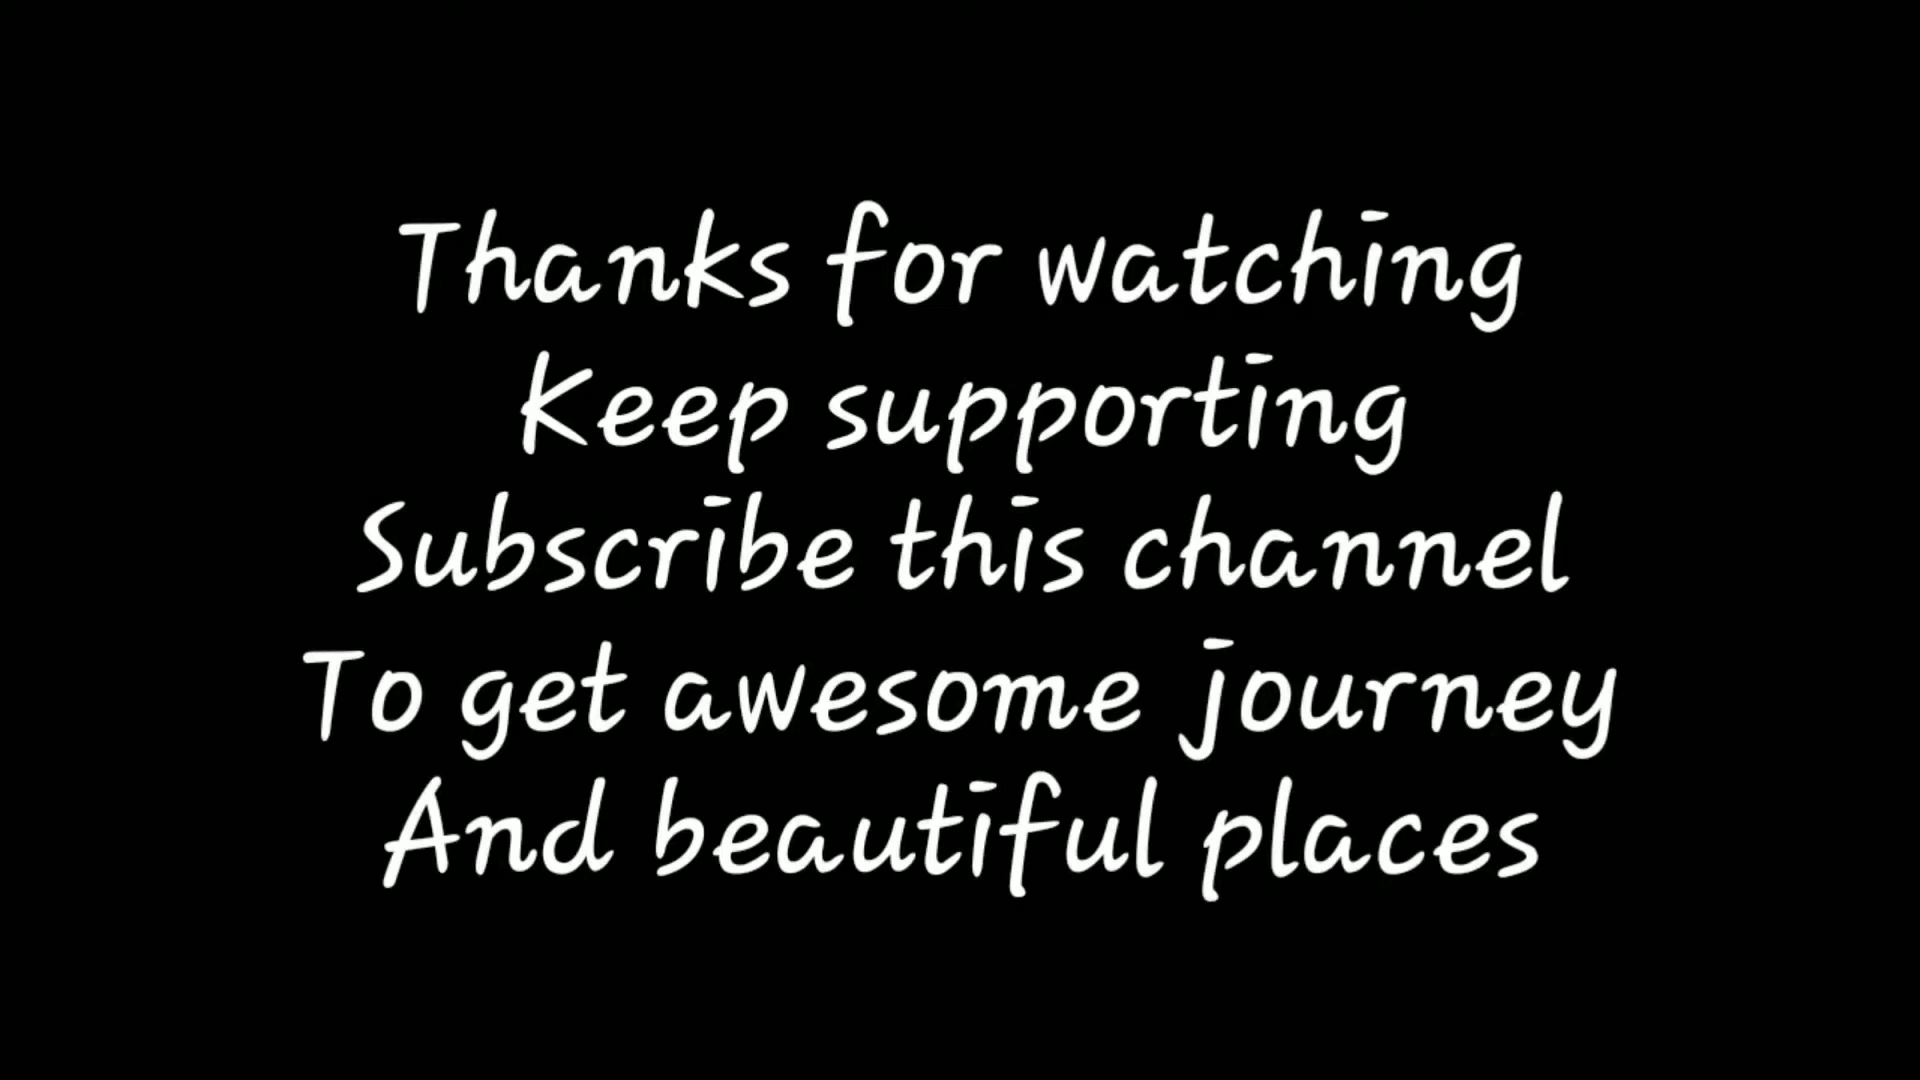 Thanks for watching
Keep supporting
Subscribe this channel
To get awesome journey
And beautiful places